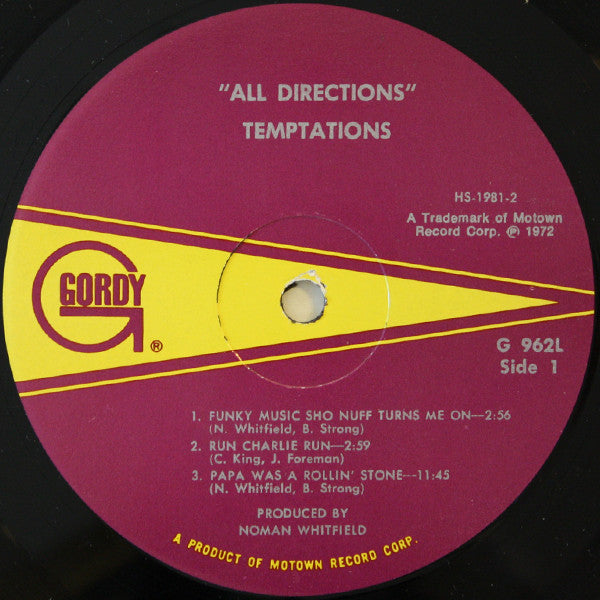 "ALL DIRECTIONS"
TEMPTATIONS
HS-1981-2
A Trademark of Motown
Record Corp. ℗ 1972
GORDY ®
G 962L
Side 1
1. FUNKY MUSIC SHO NUFF TURNS ME ON—2:56
(N. Whitfield, B. Strong)
2. RUN CHARLIE RUN—2:59
(C. King, J. Foreman)
3. PAPA WAS A ROLLIN' STONE—11:45
(N. Whitfield, B. Strong)
PRODUCED BY
NOMAN WHITFIELD
A PRODUCT OF MOTOWN RECORD CORP.